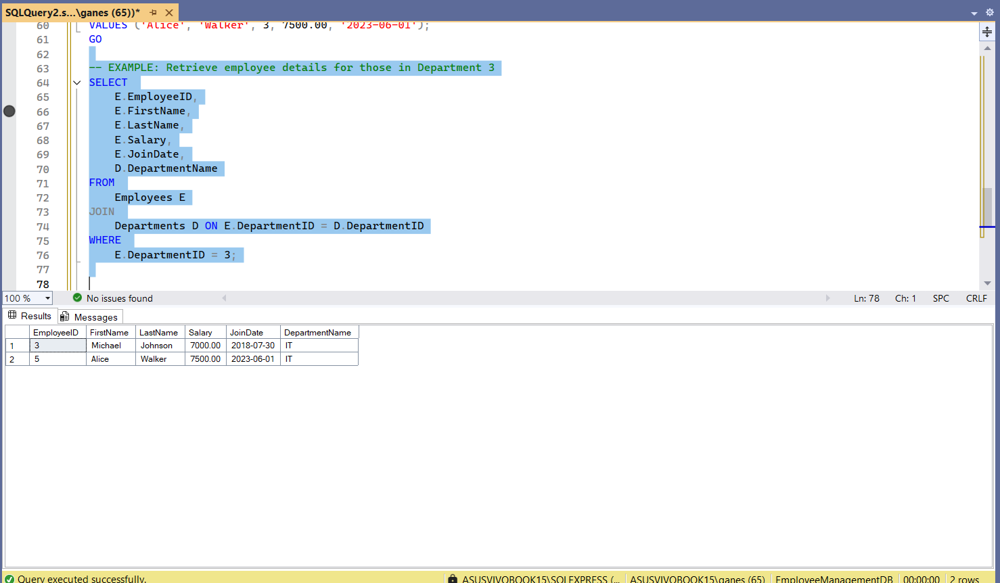 SQLQuery2.s...\ganes (65))*
60 VALUES ('Alice', 'Walker', 3, 7500.00, '2023-06-01');
61 GO
62
63 -- EXAMPLE: Retrieve employee details for those in Department 3
64 SELECT
65 E.EmployeeID,
66 E.FirstName,
67 E.LastName,
68 E.Salary,
69 E.JoinDate,
70 D.DepartmentName
71 FROM
72 Employees E
73 JOIN
74 Departments D ON E.DepartmentID = D.DepartmentID
75 WHERE
76 E.DepartmentID = 3;
77
78
100 % No issues found Ln: 78 Ch: 1 SPC CRLF
Results Messages
EmployeeID FirstName LastName Salary JoinDate DepartmentName
1 3 Michael Johnson 7000.00 2018-07-30 IT
2 5 Alice Walker 7500.00 2023-06-01 IT
Query executed successfully. ASUSVIVOBOOK15\SQLEXPRESS (... ASUSVIVOBOOK15\ganes (65) EmployeeManagementDB 00:00:00 2 rows